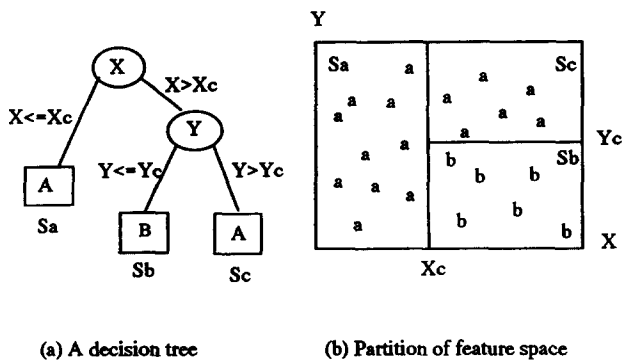 X
X>Xc
X<=Xc
Y
Y<=Yc
Y>Yc
A
Sa
B
Sb
A
Sc
(a) A decision tree
Y
Sa a
a a
a
a
a
a a
a
a
Sc
a
a
a
a
a
a
Yc
Sb
b
b b
b
b
b
X
Xc
(b) Partition of feature space